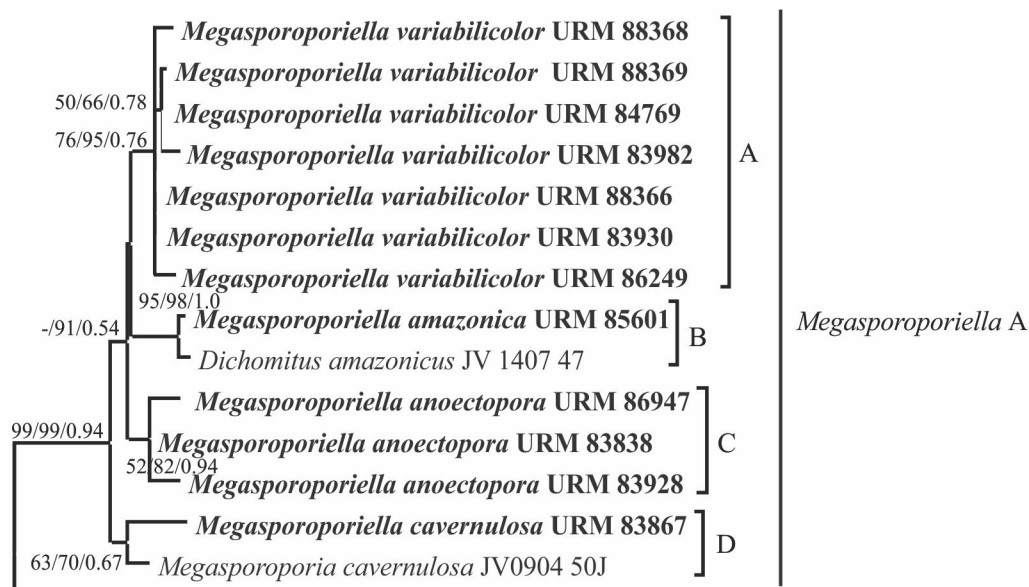 Megasporoporiella variabilicolor URM 88368
Megasporoporiella variabilicolor URM 88369
50/66/0.78
Megasporoporiella variabilicolor URM 84769
76/95/0.76
Megasporoporiella variabilicolor URM 83982
A
Megasporoporiella variabilicolor URM 88366
Megasporoporiella variabilicolor URM 83930
Megasporoporiella variabilicolor URM 86249
95/98/1.0
Megasporoporiella amazonica URM 85601
B
Megasporoporiella A
-/91/0.54
Dichomitus amazonicus JV 1407 47
Megasporoporiella anoectopora URM 86947
99/99/0.94
Megasporoporiella anoectopora URM 83838
C
52/82/0.94
Megasporoporiella anoectopora URM 83928
Megasporoporiella cavernulosa URM 83867
D
63/70/0.67
Megasporoporia cavernulosa JV0904 50J